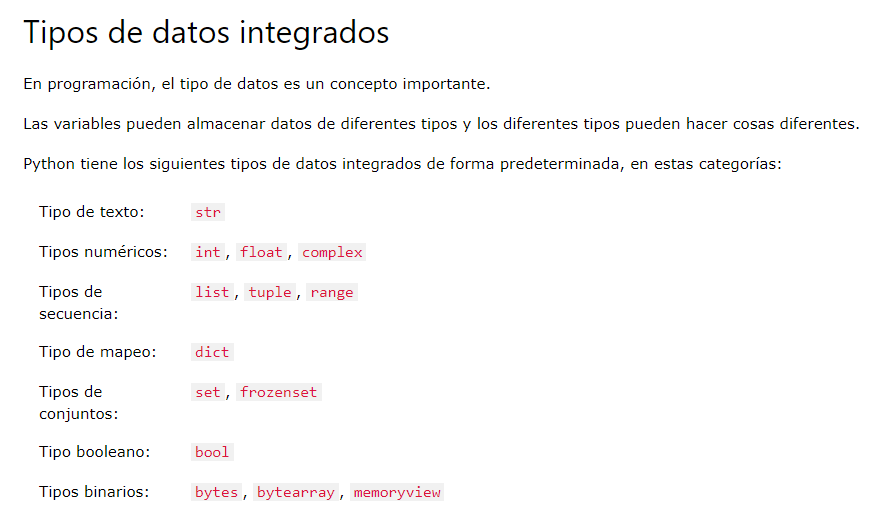 Tipos de datos integrados
En programación, el tipo de datos es un concepto importante.
Las variables pueden almacenar datos de diferentes tipos y los diferentes tipos pueden hacer cosas diferentes.
Python tiene los siguientes tipos de datos integrados de forma predeterminada, en estas categorías:
Tipo de texto: str
Tipos numéricos: int, float, complex
Tipos de list, tuple, range
secuencia:
Tipo de mapeo: dict
Tipos de set, frozenset
conjuntos:
Tipo booleano: bool
Tipos binarios: bytes, bytearray, memoryview